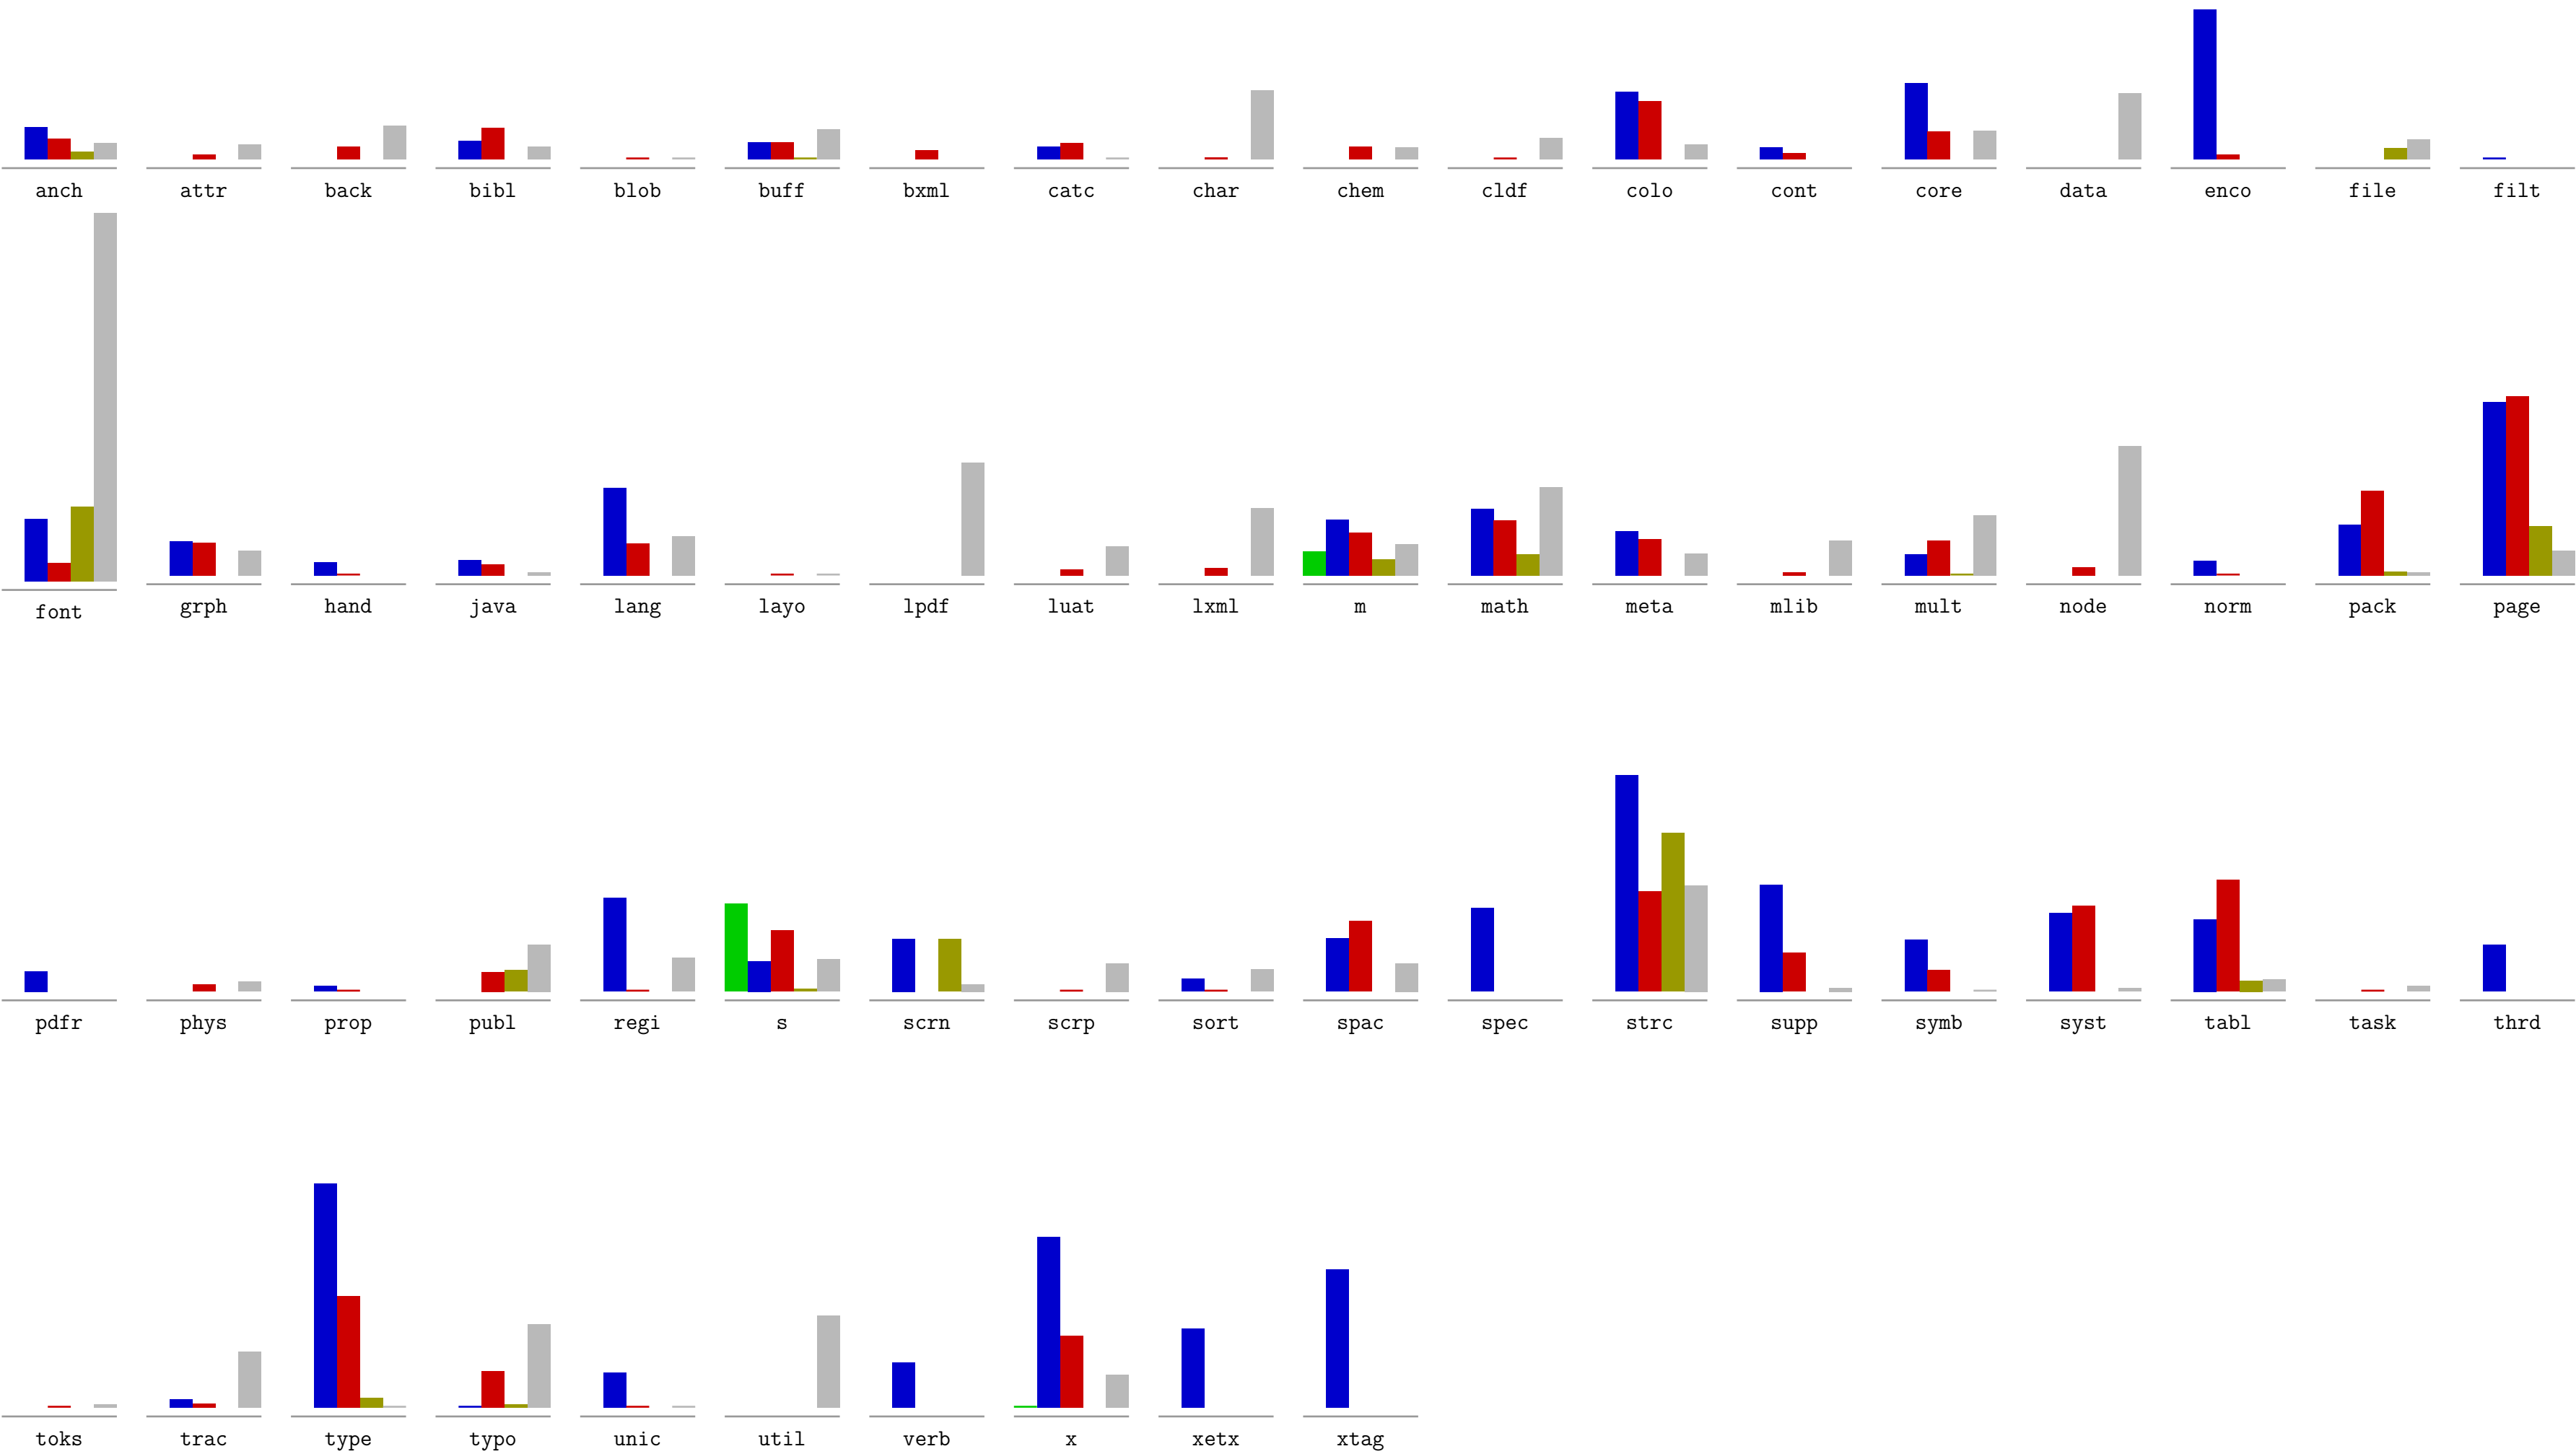 anch attr back bibl blob buff bxml catc char chem cldf colo cont core data enco file filt
font grph hand java lang layo lpdf luat lxml m math meta mlib mult node norm pack page
pdfr phys prop publ regi s scrn scrp sort spac spec strc supp symb syst tabl task thrd
toks trac type typo unic util verb x xetx xtag